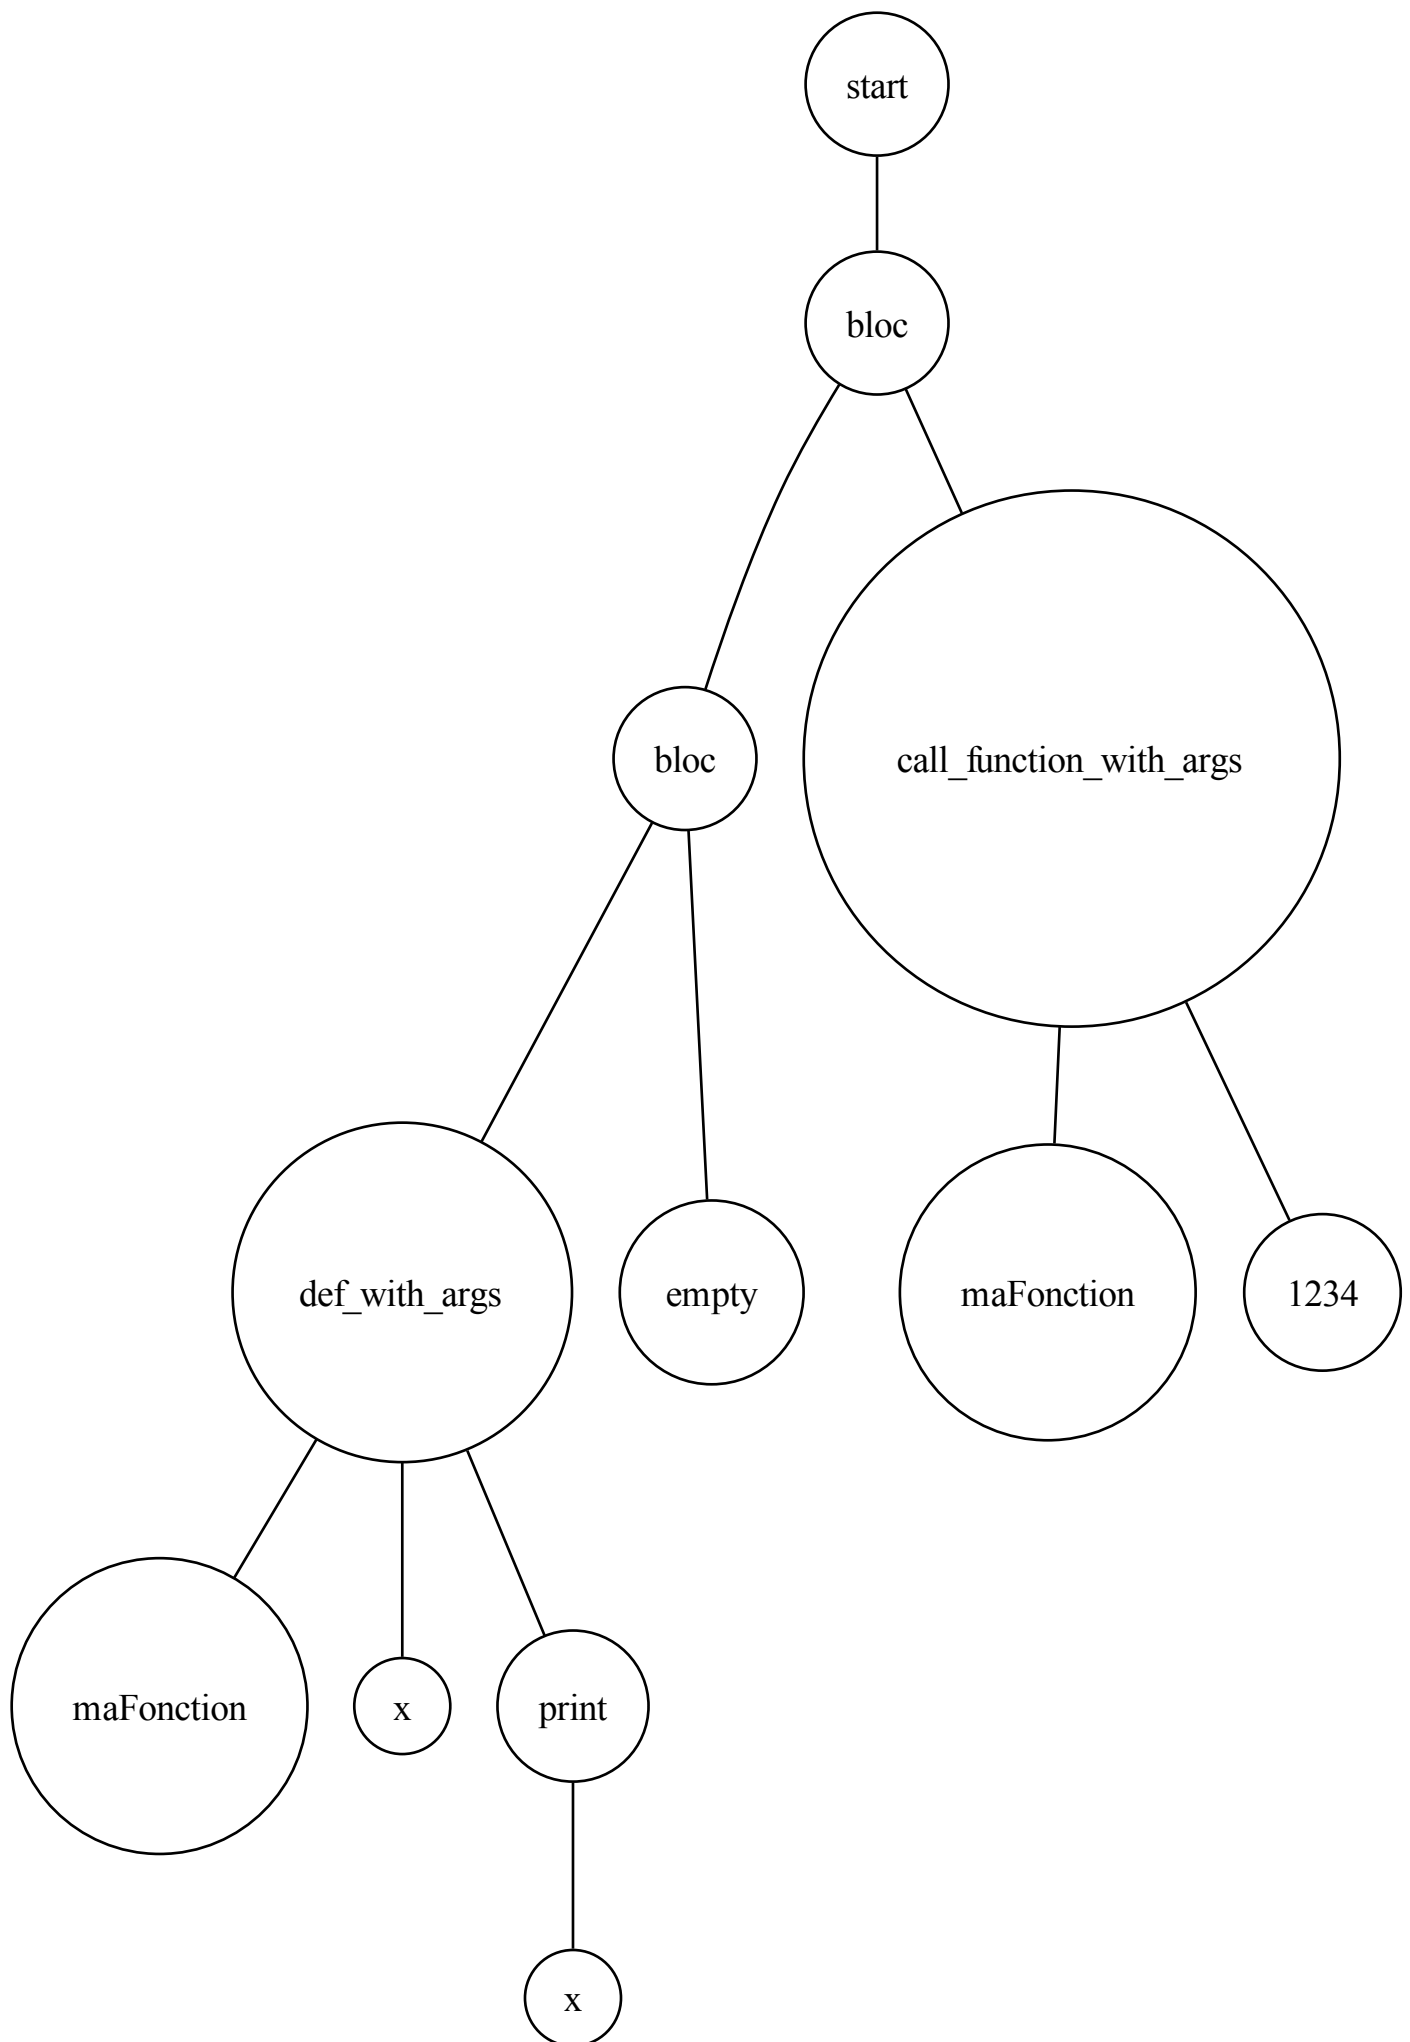 start
bloc
bloc
call_function_with_args
def_with_args
empty
maFonction
1234
maFonction
x
print
x